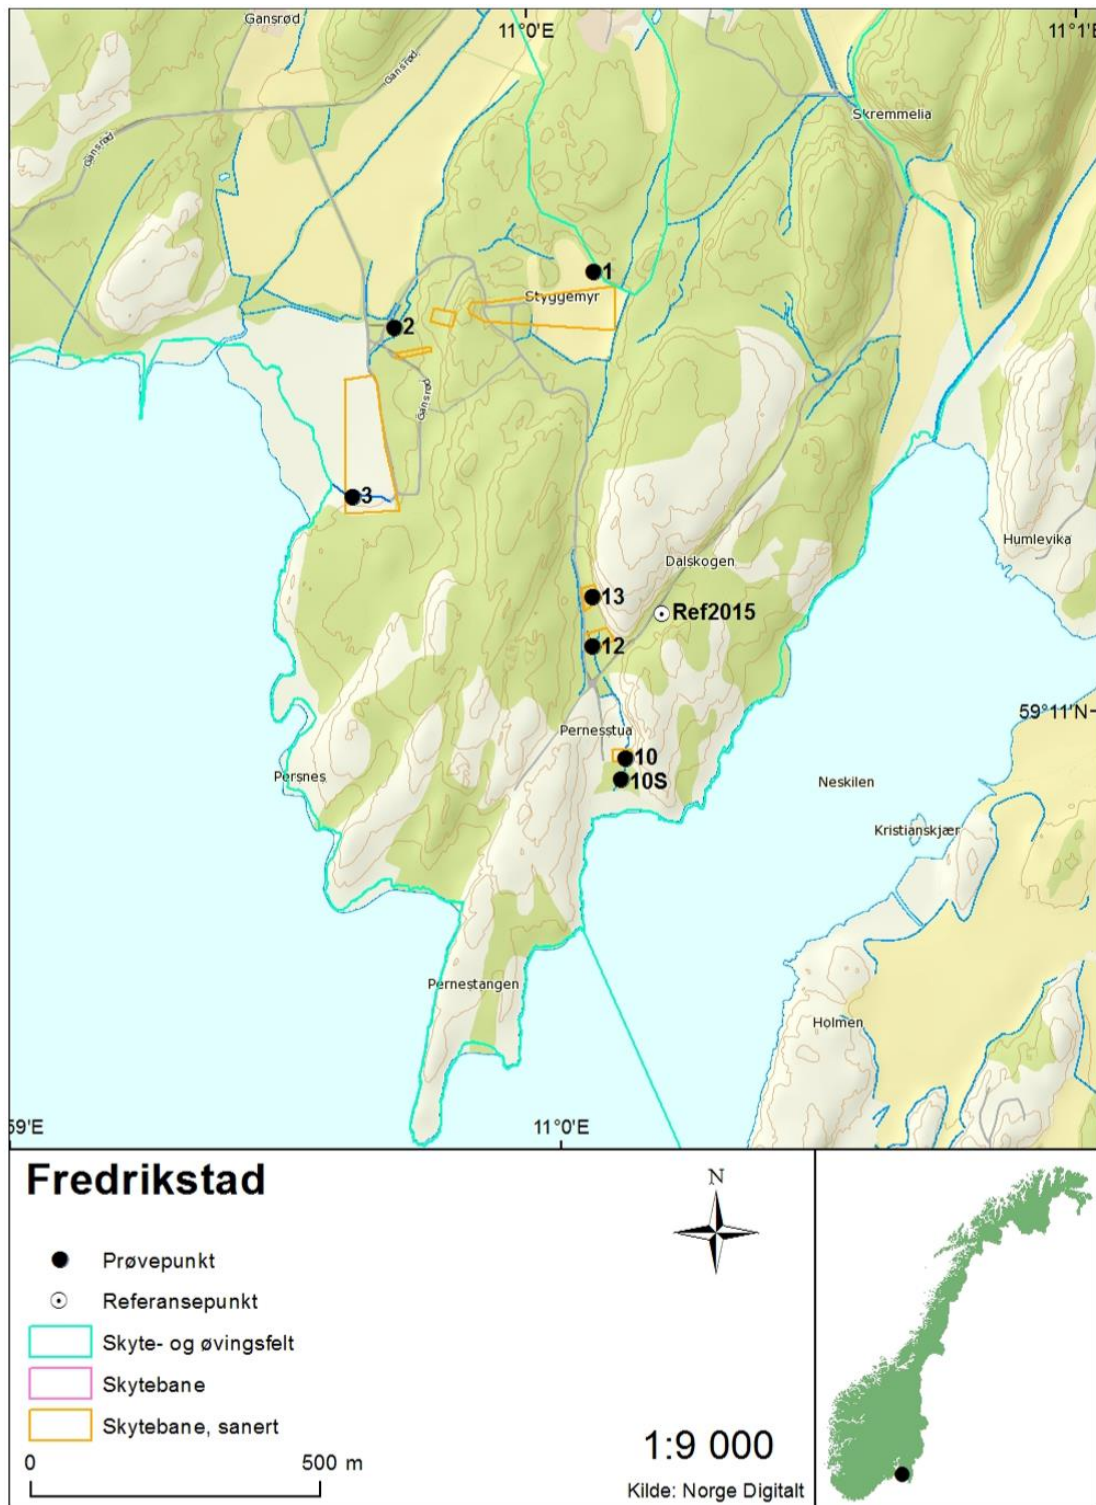 Gansrød
11°0'E
11°1'E
Gansrød
Skremmelia
Gansrød
1
Styggemyr
2
Gansrød
3
Humlevika
Dalskogen
13
Ref2015
12
59°11'N
Pernesstua
10
Persnes
10S
Neskilen
Kristianskjær
Pernestangen
Holmen
59'E
11°0'E
Fredrikstad
N
Prøvepunkt
Referansepunkt
Skyte- og øvingsfelt
Skytebane
Skytebane, sanert
0 500 m
1:9 000
Kilde: Norge Digitalt